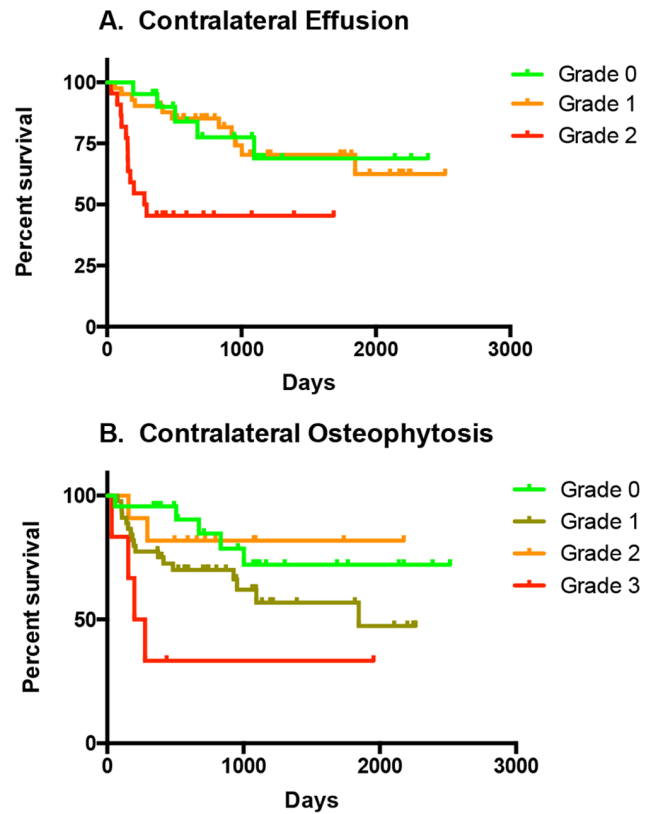 A. Contralateral Effusion
Percent survival
100
75
50
25
0
0 1000 2000 3000
Days
Grade 0
Grade 1
Grade 2
B. Contralateral Osteophytosis
Percent survival
100
50
0
0 1000 2000 3000
Days
Grade 0
Grade 1
Grade 2
Grade 3